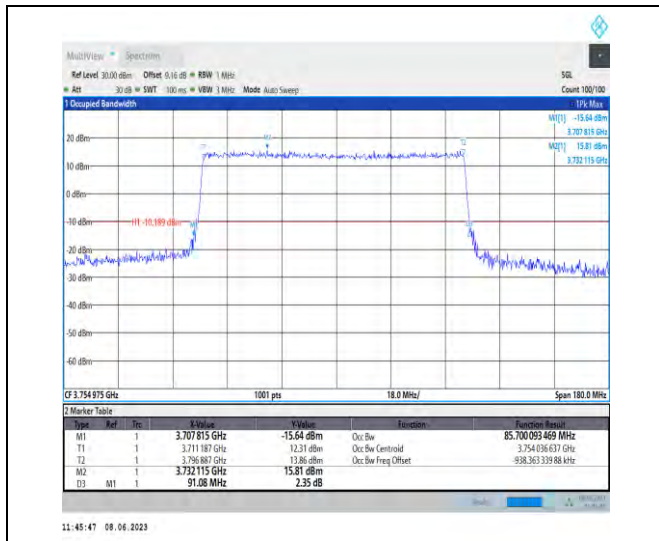 MultiView Spectrum
Ref Level 30.00 dBm Offset 9.16 dB RBW 1 MHz SGL
Att 30 dB SWT 100 ms VBW 3 MHz Mode Auto Sweep Count 100/100
1 Occupied Bandwidth 1Pk Max
M1[1] -15.64 dBm
3.707 815 GHz
M2[1] 15.81 dBm
3.732 115 GHz
20 dBm
10 dBm
0 dBm
-10 dBm
H1 -10.189 dBm
-20 dBm
-30 dBm
-40 dBm
-50 dBm
-60 dBm
CF 3.754 975 GHz 1001 pts 18.0 MHz/ Span 180.0 MHz
2 Marker Table
Type Ref Trc X-Value Y-Value Function Function Result
M1 1 3.707 815 GHz -15.64 dBm Occ Bw 85.700 093 469 MHz
T1 1 3.711 187 GHz 12.31 dBm Occ Bw Centroid 3.754 036 637 GHz
T2 1 3.796 887 GHz 13.86 dBm Occ Bw Freq Offset -938.363 339 88 kHz
M2 1 3.732 115 GHz 15.81 dBm
D3 M1 1 91.08 MHz 2.35 dB
11:45:47 08.06.2023